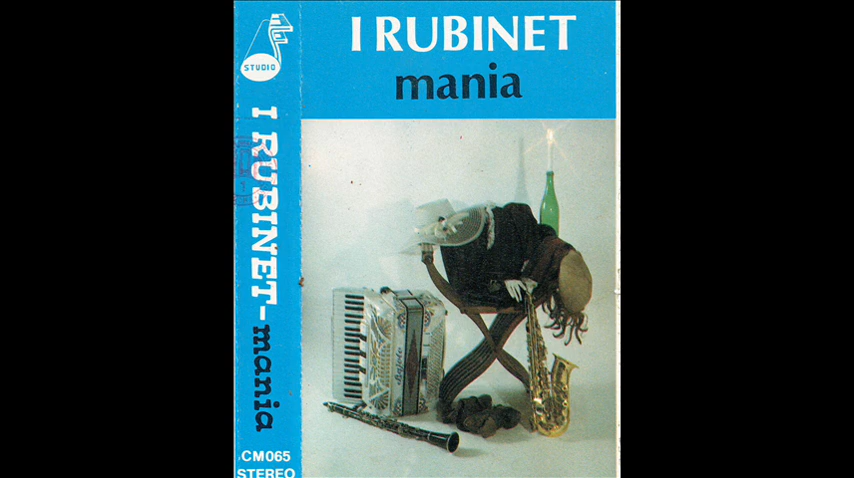 STUDIO
I RUBINET-mania
CM065
STEREO
I RUBINET
mania